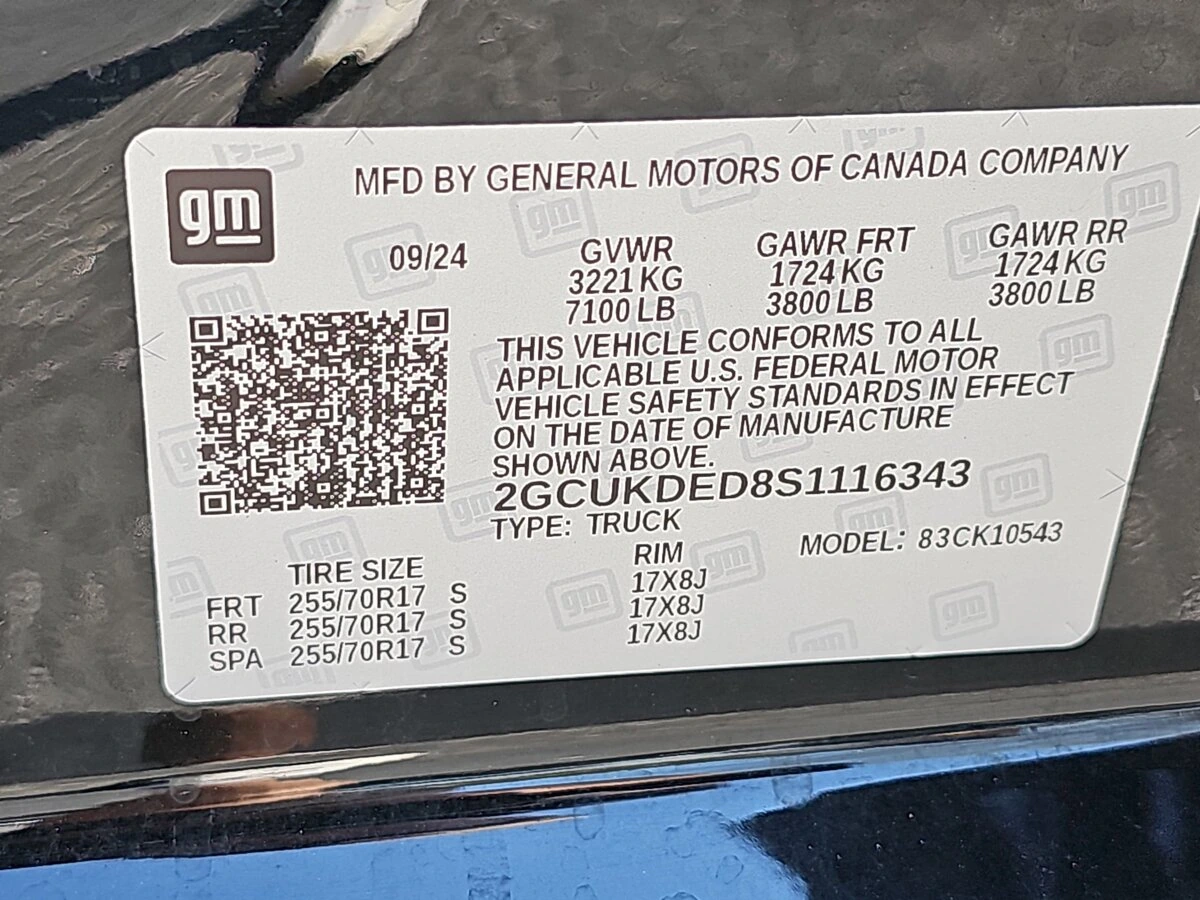 gm
MFD BY GENERAL MOTORS OF CANADA COMPANY
09/24 GVWR GAWR FRT GAWR RR
3221 KG 1724 KG 1724 KG
7100 LB 3800 LB 3800 LB
THIS VEHICLE CONFORMS TO ALL
APPLICABLE U.S. FEDERAL MOTOR
VEHICLE SAFETY STANDARDS IN EFFECT
ON THE DATE OF MANUFACTURE
SHOWN ABOVE.
2GCUKDED8S1116343
TYPE: TRUCK MODEL: 83CK10543
TIRE SIZE RIM
FRT 255/70R17 S 17X8J
RR 255/70R17 S 17X8J
SPA 255/70R17 S 17X8J